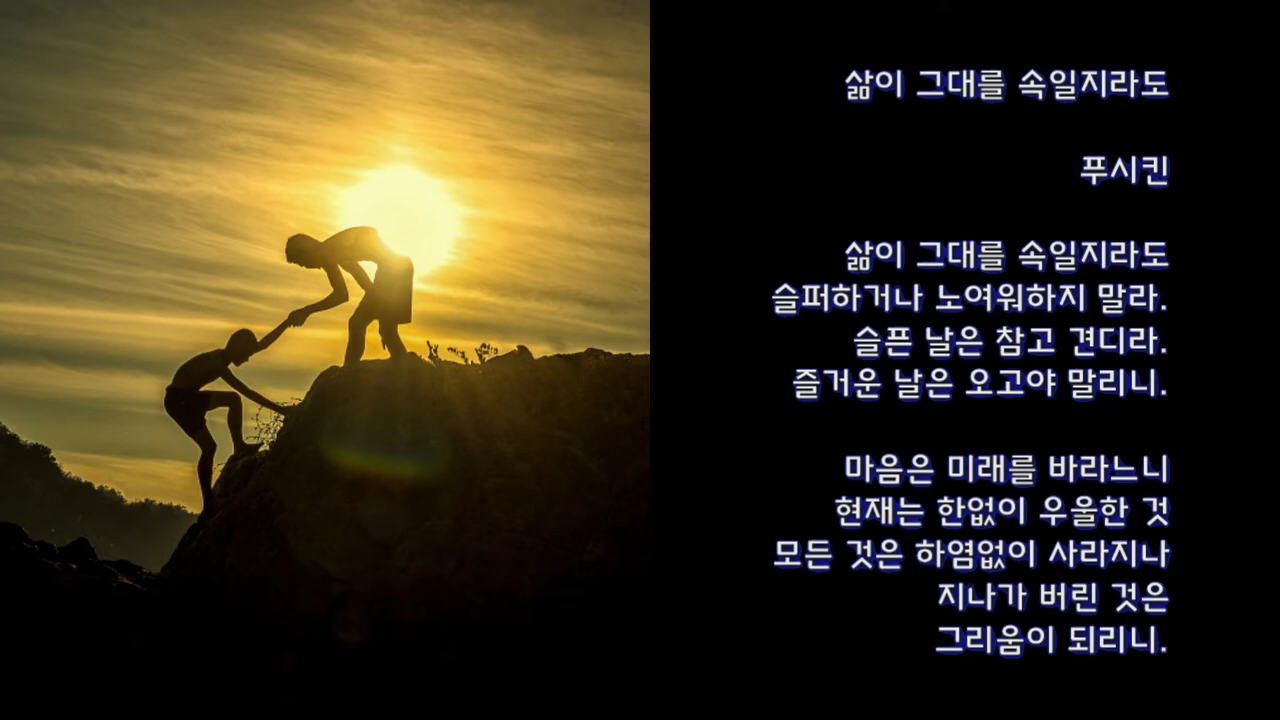 삶이 그대를 속일지라도
푸시킨
삶이 그대를 속일지라도
슬퍼하거나 노여워하지 말라.
슬픈 날은 참고 견디라.
즐거운 날은 오고야 말리니.
마음은 미래를 바라느니
현재는 한없이 우울한 것
모든 것은 하염없이 사라지나
지나가 버린 것은
그리움이 되리니.